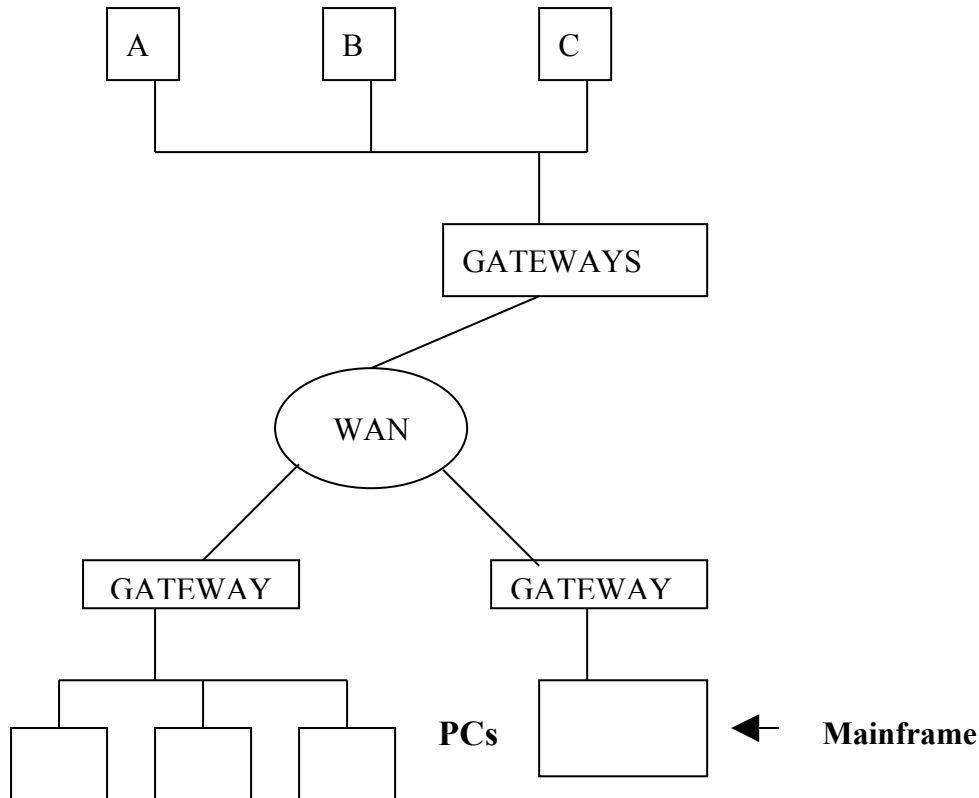 A B C
GATEWAYS
WAN
GATEWAY GATEWAY
PCs Mainframe